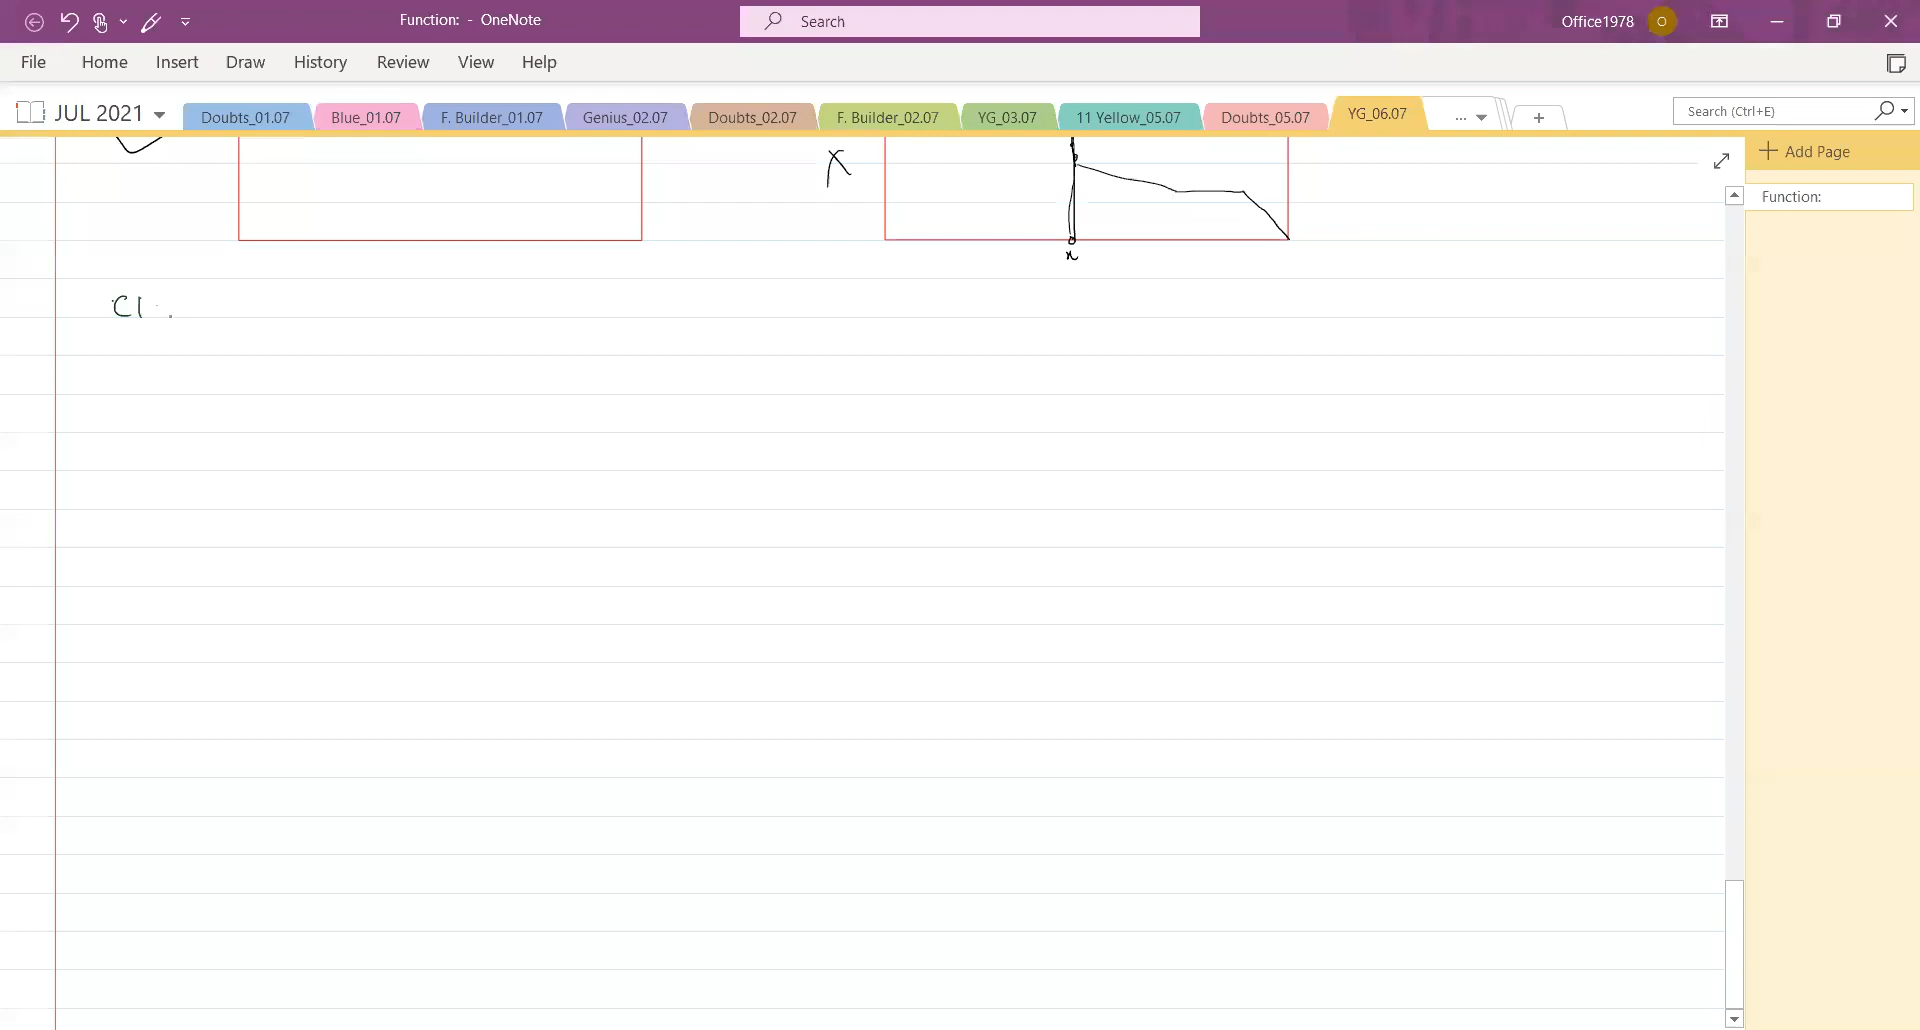 Function: - OneNote
Search
Office1978
O
File Home Insert Draw History Review View Help
JUL 2021
Doubts_01.07 Blue_01.07 F. Builder_01.07 Genius_02.07 Doubts_02.07 F. Builder_02.07 YG_03.07 11 Yellow_05.07 Doubts_05.07 YG_06.07 ... +
Search (Ctrl+E)
Add Page
Function:
x
Cl